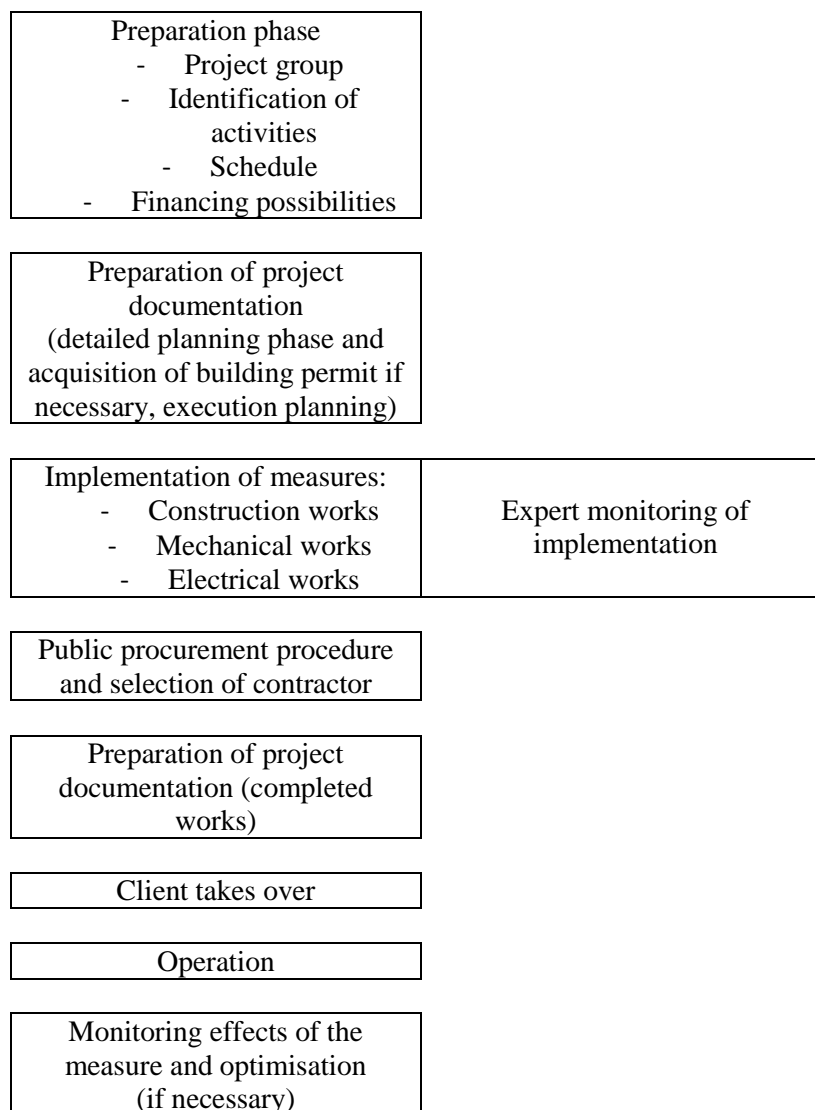 Preparation phase
- Project group
- Identification of
activities
- Schedule
- Financing possibilities
Preparation of project
documentation
(detailed planning phase and
acquisition of building permit if
necessary, execution planning)
Implementation of measures:
- Construction works
- Mechanical works
- Electrical works
Expert monitoring of
implementation
Public procurement procedure
and selection of contractor
Preparation of project
documentation (completed
works)
Client takes over
Operation
Monitoring effects of the
measure and optimisation
(if necessary)